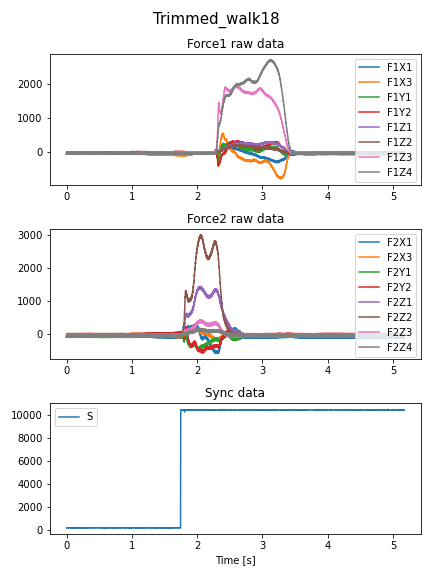 Trimmed_walk18
Force1 raw data
2000
1000
0
F1X1
F1X3
F1Y1
F1Y2
F1Z1
F1Z2
F1Z3
F1Z4
0 1 2 3 4 5
Force2 raw data
3000
2000
1000
0
F2X1
F2X3
F2Y1
F2Y2
F2Z1
F2Z2
F2Z3
F2Z4
0 1 2 3 4 5
Sync data
10000
8000
6000
4000
2000
0
S
0 1 2 3 4 5
Time [s]